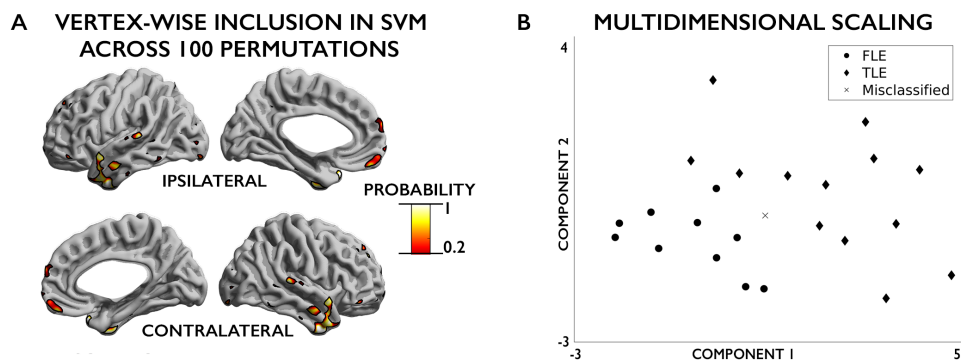 A
VERTEX-WISE INCLUSION IN SVM
ACROSS 100 PERMUTATIONS
IPSILATERAL
PROBABILITY
1
0.2
CONTRALATERAL
B
MULTIDIMENSIONAL SCALING
4
FLE
TLE
Misclassified
COMPONENT 2
-3
-3
COMPONENT 1
5